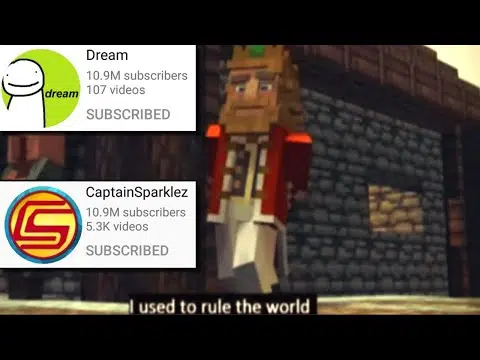 Dream
10.9M subscribers
107 videos
dream
SUBSCRIBED
CaptainSparklez
10.9M subscribers
5.3K videos
SUBSCRIBED
I used to rule the world